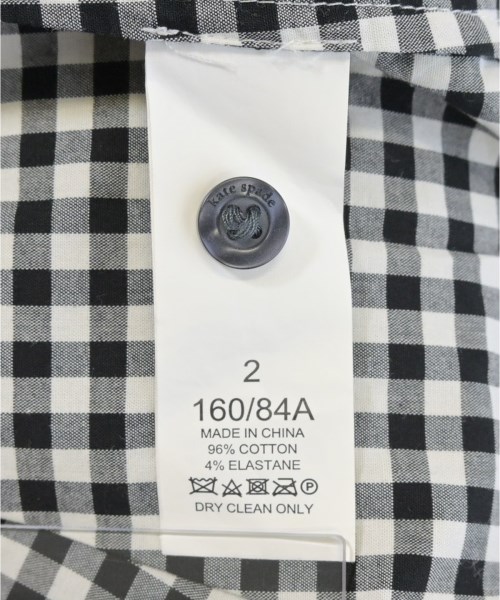 kate spade
2
160/84A
MADE IN CHINA
96% COTTON
4% ELASTANE
P
DRY CLEAN ONLY